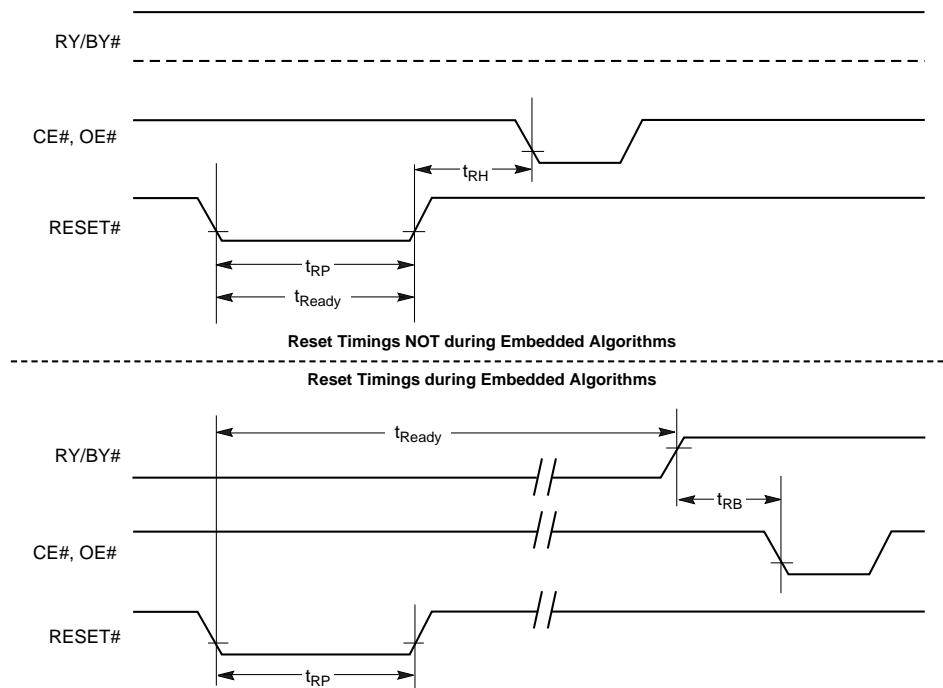 RY/BY#
CE#, OE#
tRH
RESET#
tRP
tReady
Reset Timings NOT during Embedded Algorithms
Reset Timings during Embedded Algorithms
tReady
RY/BY#
tRB
CE#, OE#
RESET#
tRP